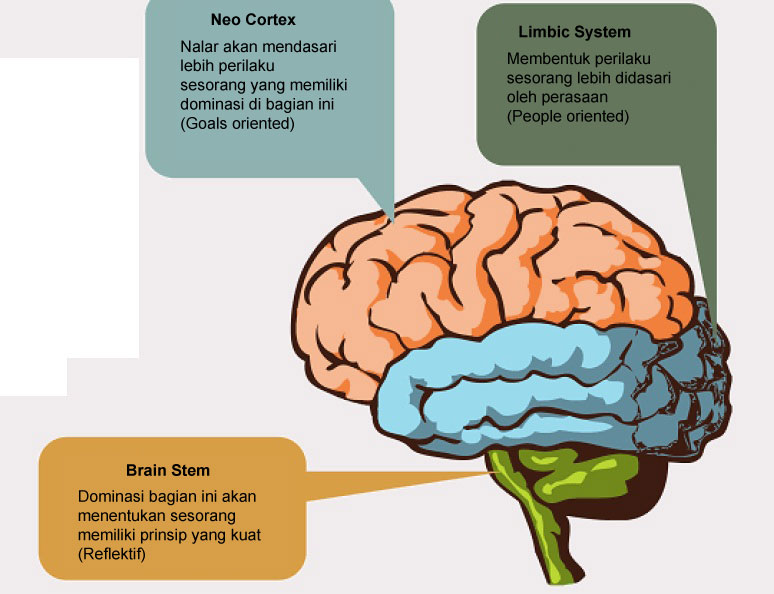 Neo Cortex
Nalar akan mendasari
lebih perilaku
sesorang yang memiliki
dominasi di bagian ini
(Goals oriented)
Limbic System
Membentuk perilaku
sesorang lebih didasari
oleh perasaan
(People oriented)
Brain Stem
Dominasi bagian ini akan
menentukan sesorang
memiliki prinsip yang kuat
(Reflektif)